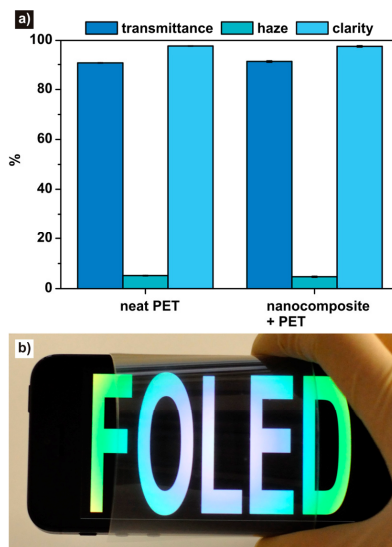 a)
transmittance haze clarity
100
80
60
40
20
0
%
neat PET
nanocomposite
+ PET
b)
FOLED